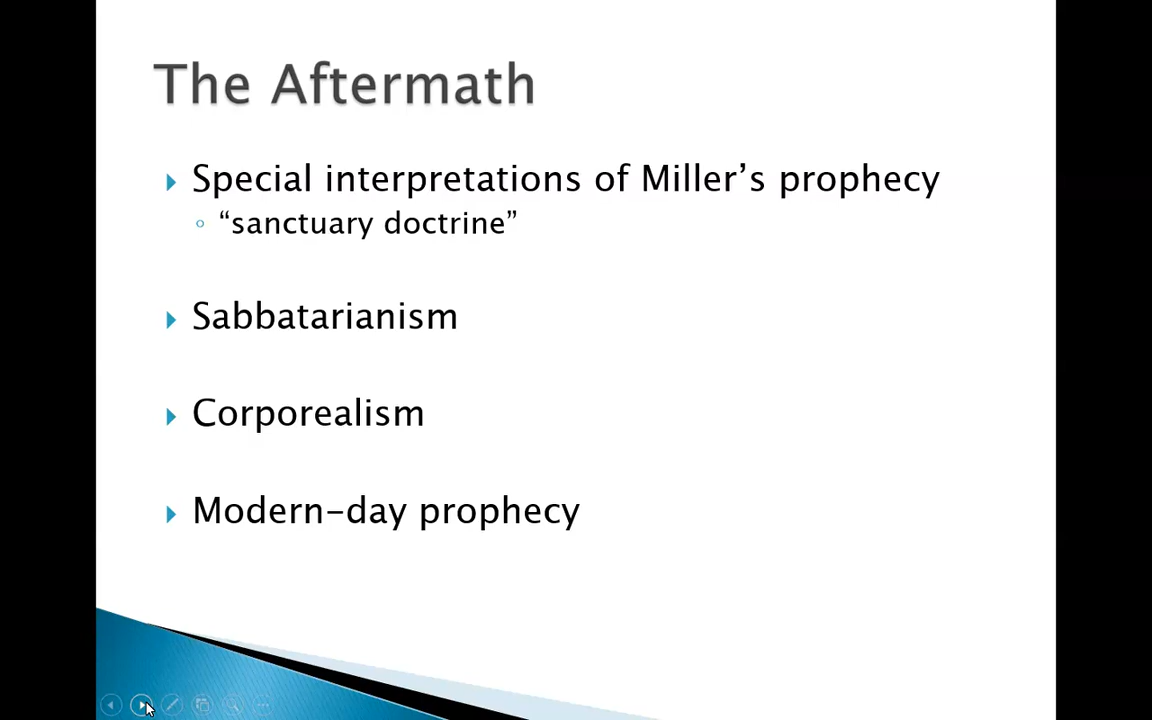 The Aftermath
Special interpretations of Miller’s prophecy
“sanctuary doctrine”
Sabbatarianism
Corporealism
Modern-day prophecy